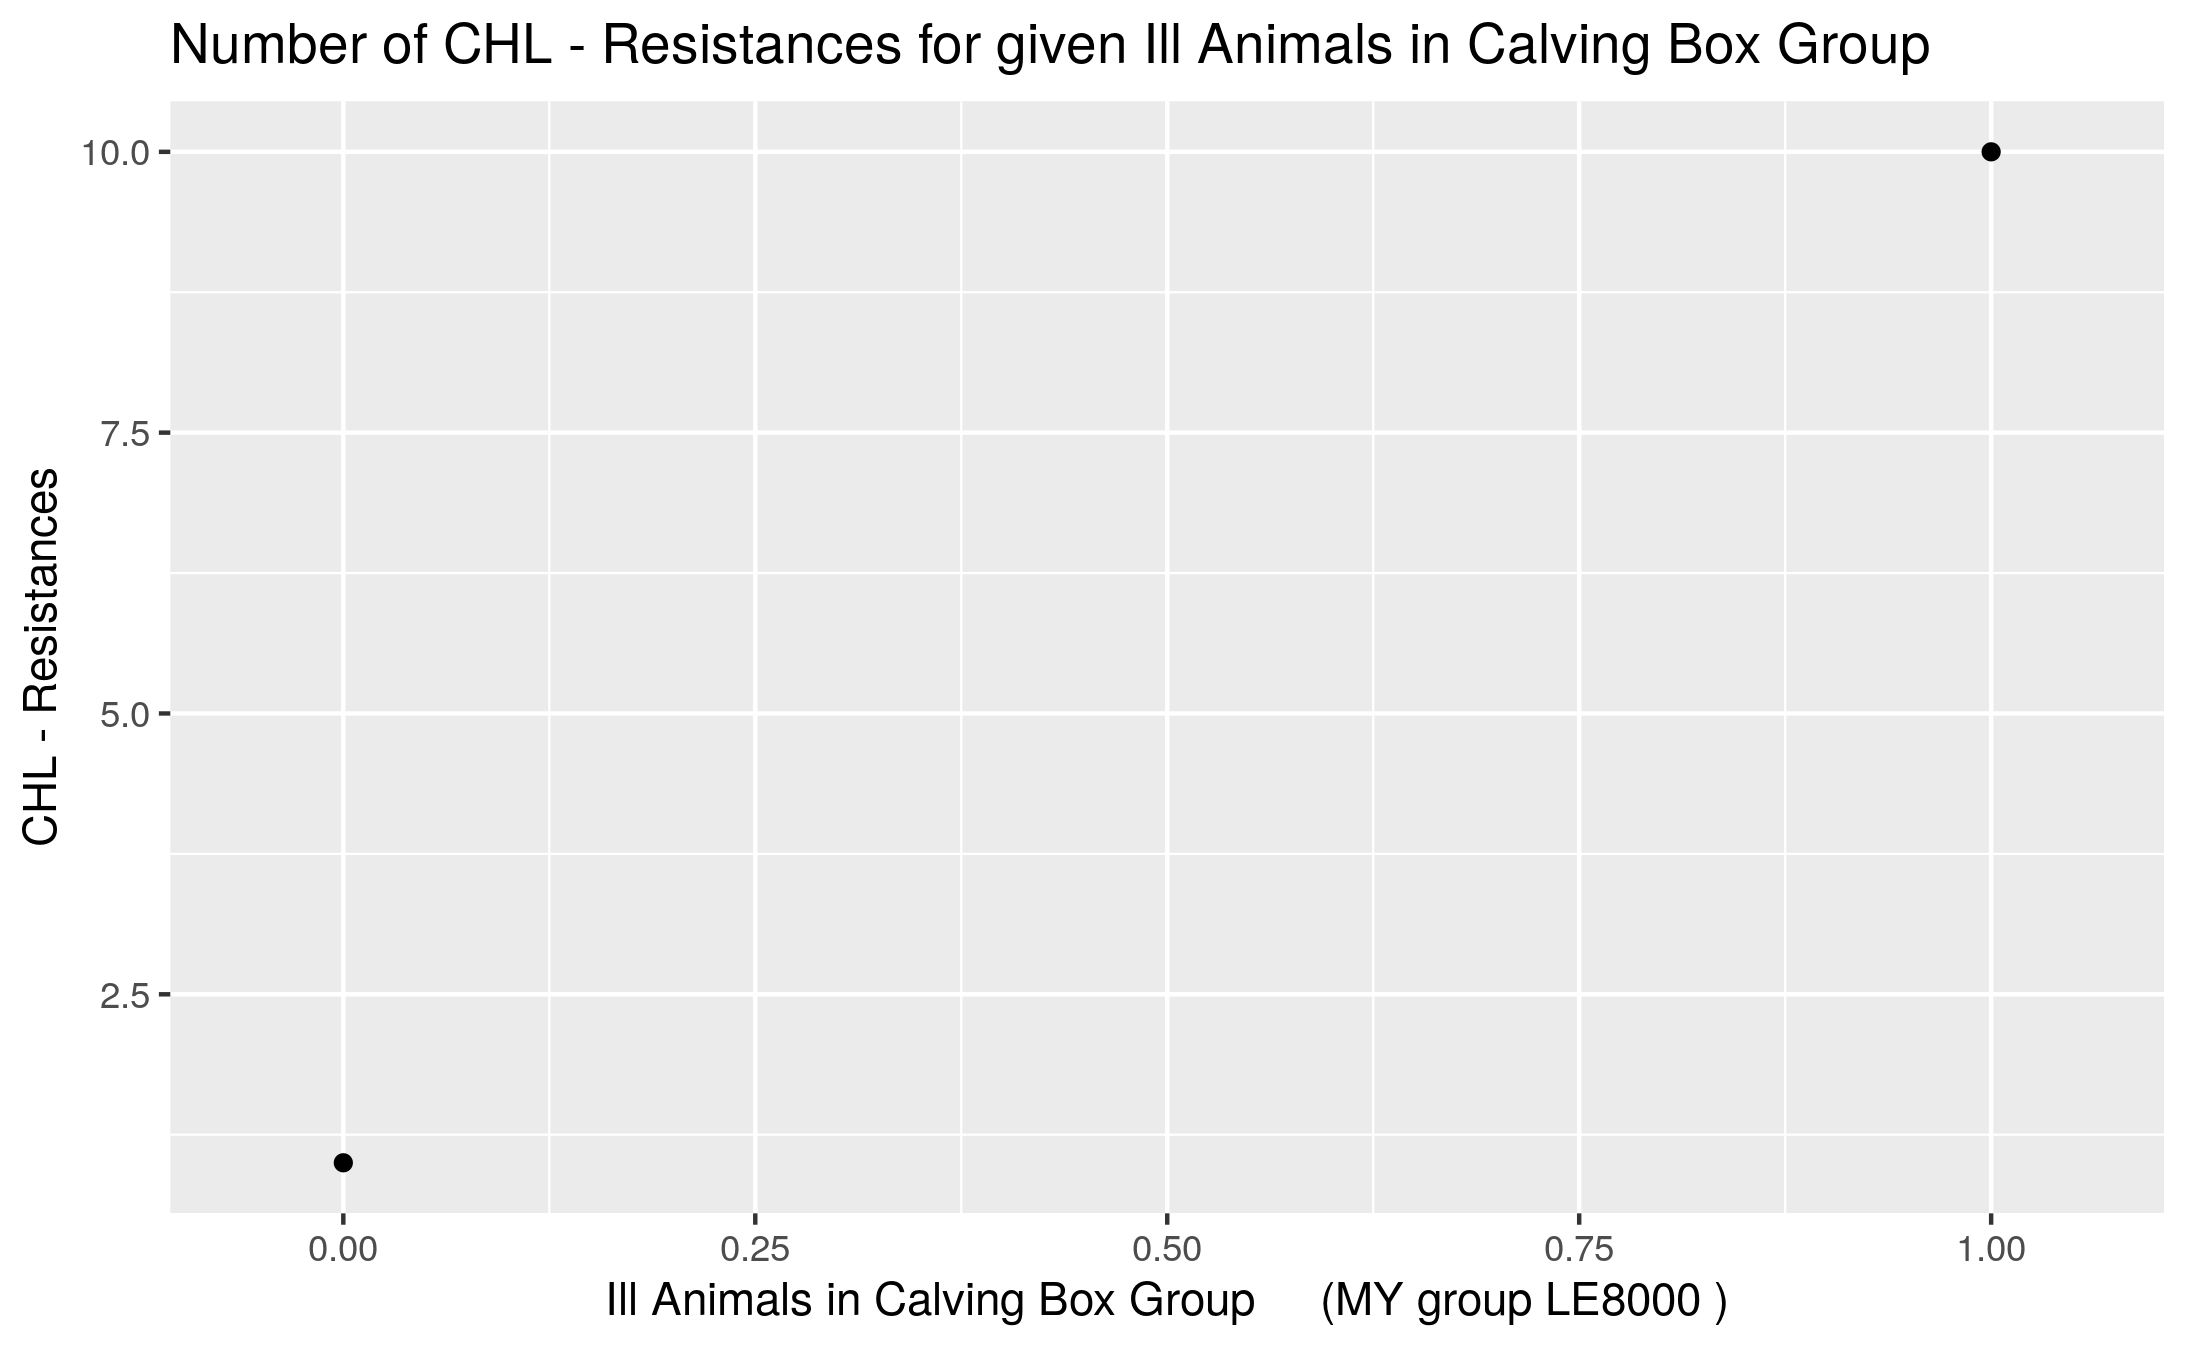 Number of CHL - Resistances for given Ill Animals in Calving Box Group
10.0
7.5
5.0
2.5
CHL - Resistances
0.00 0.25 0.50 0.75 1.00
Ill Animals in Calving Box Group (MY group LE8000 )